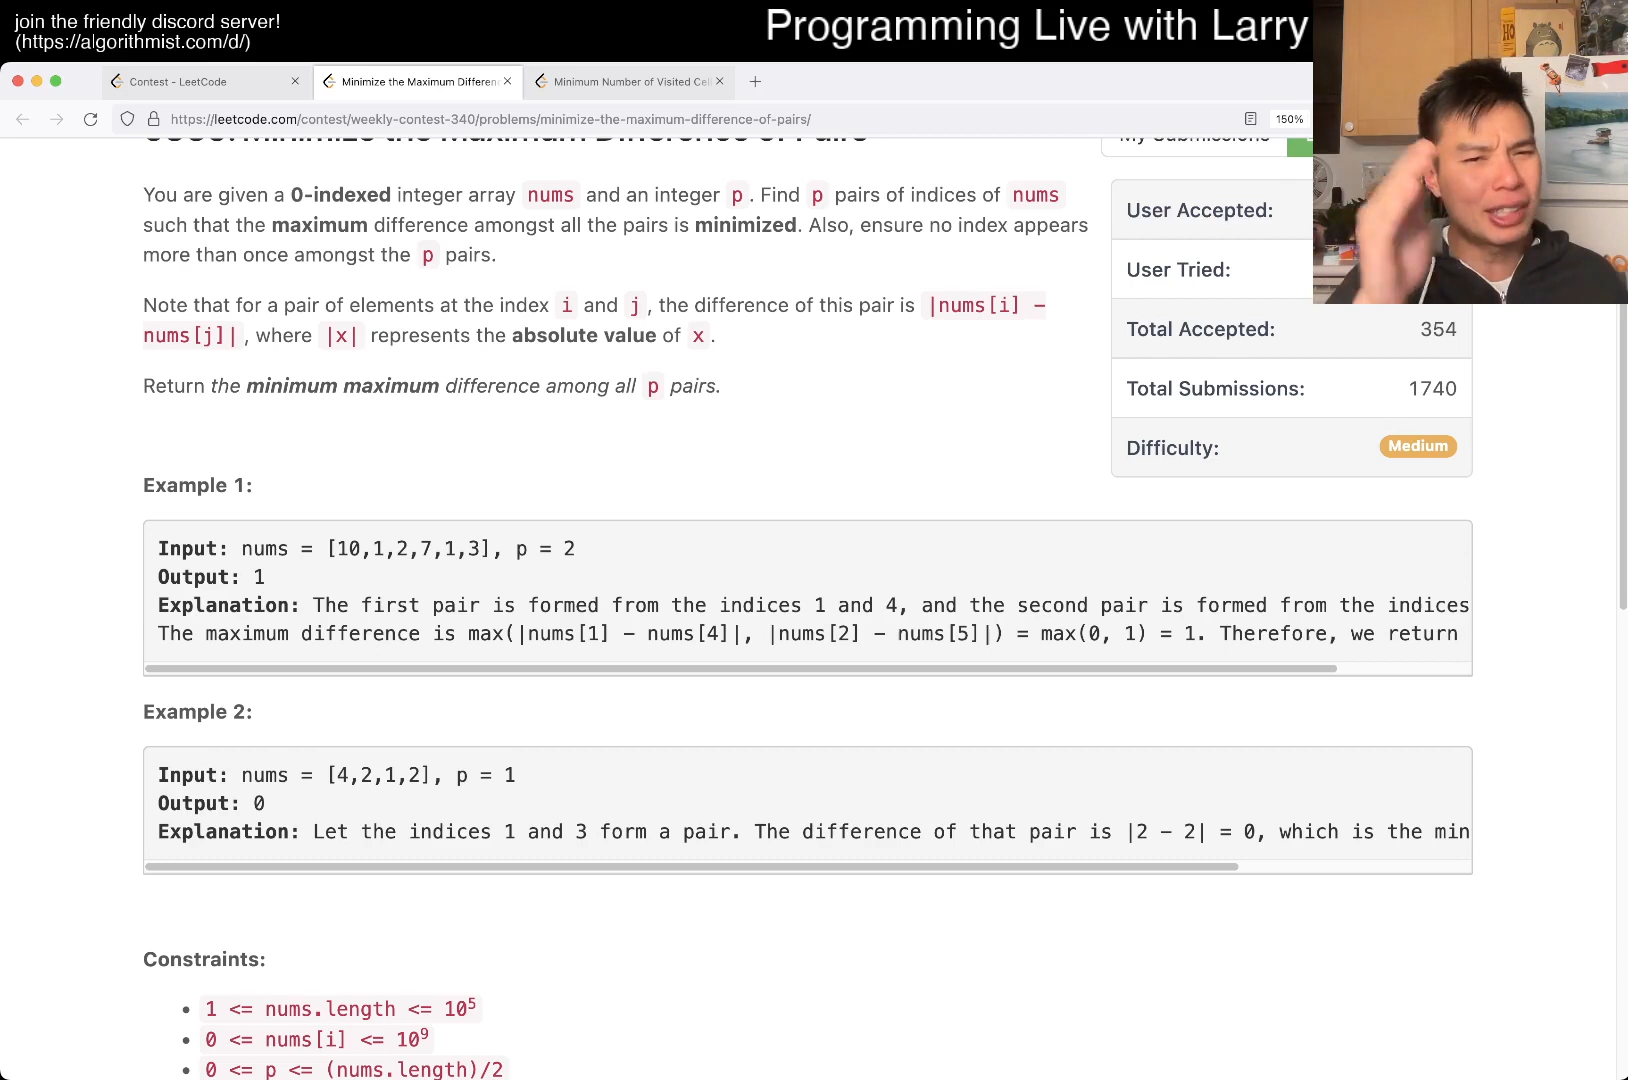 join the friendly discord server!
(https://algorithmist.com/d/)
Programming Live with Larry
Contest - LeetCode
Minimize the Maximum Differen
Minimum Number of Visited Cel
https://leetcode.com/contest/weekly-contest-340/problems/minimize-the-maximum-difference-of-pairs/
150%
Minimize the Maximum Difference of Pairs
My Submissions
You are given a 0-indexed integer array nums and an integer p. Find p pairs of indices of nums
such that the maximum difference amongst all the pairs is minimized. Also, ensure no index appears
more than once amongst the p pairs.
Note that for a pair of elements at the index i and j, the difference of this pair is |nums[i] -
nums[j]|, where |x| represents the absolute value of x.
Return the minimum maximum difference among all p pairs.
User Accepted:
User Tried:
Total Accepted: 354
Total Submissions: 1740
Difficulty: Medium
Example 1:
Input: nums = [10,1,2,7,1,3], p = 2
Output: 1
Explanation: The first pair is formed from the indices 1 and 4, and the second pair is formed from the indices
The maximum difference is max(|nums[1] - nums[4]|, |nums[2] - nums[5]|) = max(0, 1) = 1. Therefore, we return
Example 2:
Input: nums = [4,2,1,2], p = 1
Output: 0
Explanation: Let the indices 1 and 3 form a pair. The difference of that pair is |2 - 2| = 0, which is the min
Constraints:
1 <= nums.length <= 10⁵
0 <= nums[i] <= 10⁹
0 <= p <= (nums.length)/2